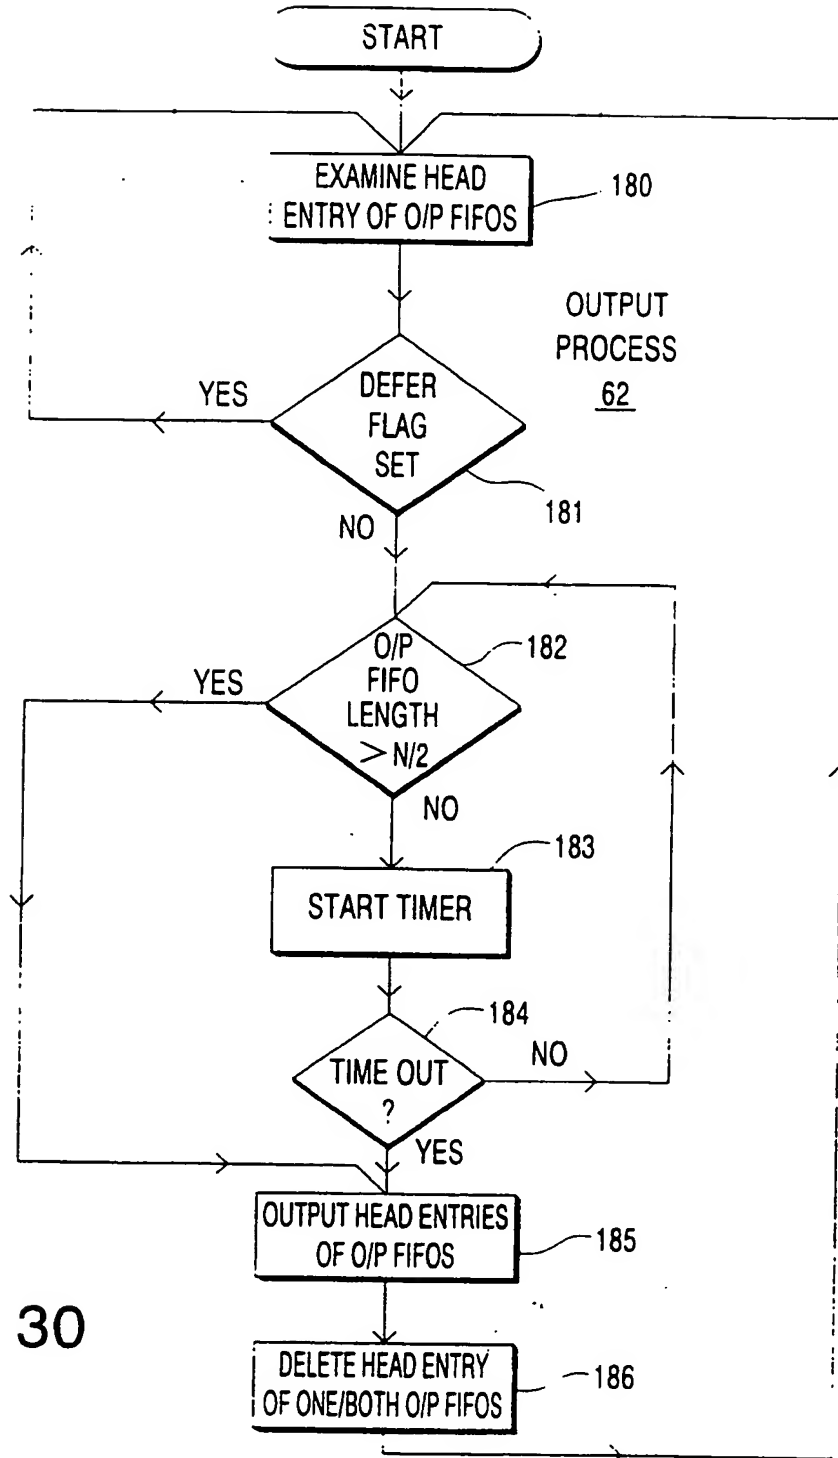 START
EXAMINE HEAD
ENTRY OF O/P FIFOS
180
OUTPUT
PROCESS
62
YES
DEFER
FLAG
SET
181
NO
O/P
FIFO
LENGTH
> N/2
182
YES
NO
183
START TIMER
184
TIME OUT
?
NO
YES
OUTPUT HEAD ENTRIES
OF O/P FIFOS
185
30
DELETE HEAD ENTRY
OF ONE/BOTH O/P FIFOS
186